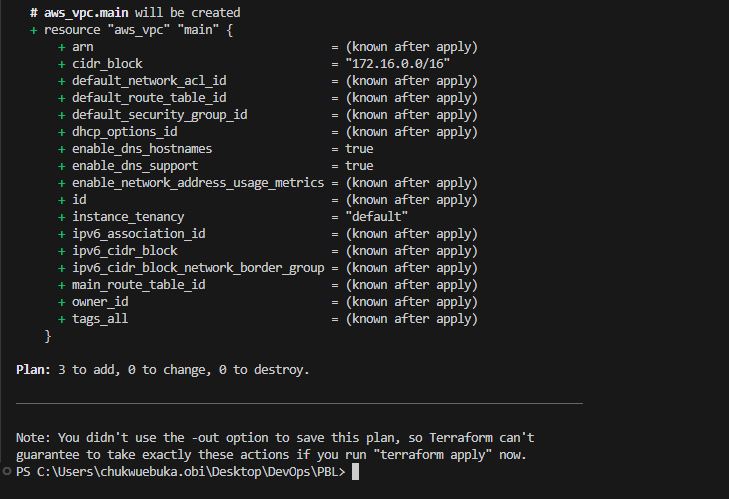 # aws_vpc.main will be created
+ resource "aws_vpc" "main" {
+ arn = (known after apply)
+ cidr_block = "172.16.0.0/16"
+ default_network_acl_id = (known after apply)
+ default_route_table_id = (known after apply)
+ default_security_group_id = (known after apply)
+ dhcp_options_id = (known after apply)
+ enable_dns_hostnames = true
+ enable_dns_support = true
+ enable_network_address_usage_metrics = (known after apply)
+ id = (known after apply)
+ instance_tenancy = "default"
+ ipv6_association_id = (known after apply)
+ ipv6_cidr_block = (known after apply)
+ ipv6_cidr_block_network_border_group = (known after apply)
+ main_route_table_id = (known after apply)
+ owner_id = (known after apply)
+ tags_all = (known after apply)
}
Plan: 3 to add, 0 to change, 0 to destroy.
Note: You didn't use the -out option to save this plan, so Terraform can't
guarantee to take exactly these actions if you run "terraform apply" now.
PS C:\Users\chukwuebuka.obi\Desktop\DevOps\PBL>